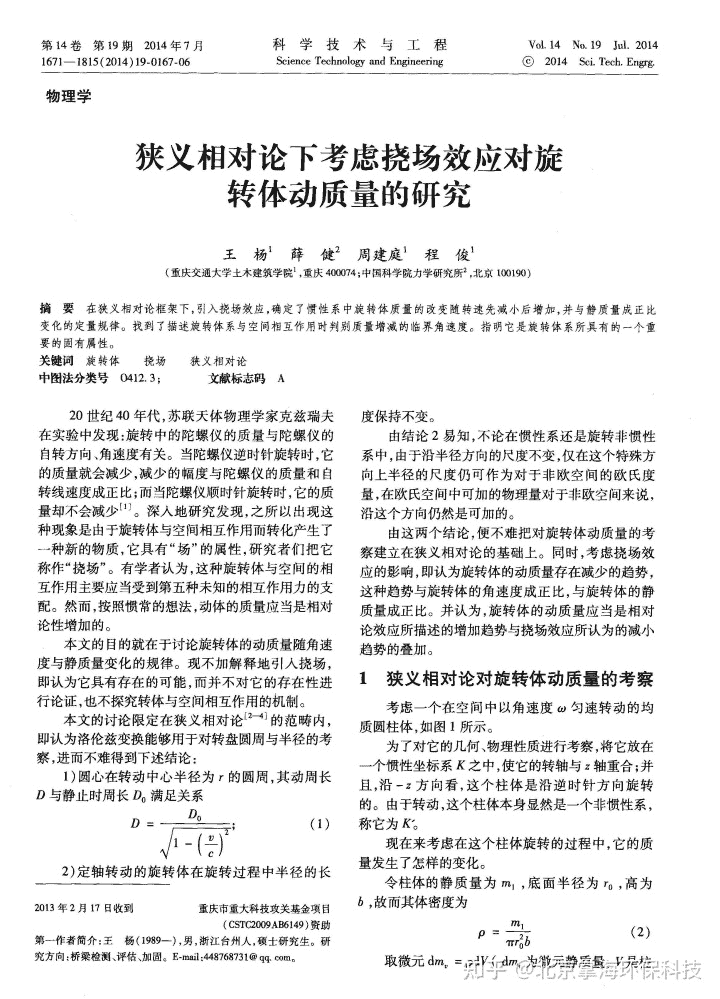 第14卷 第19期 2014年7月
1671—1815(2014)19-0167-06
科 学 技 术 与 工 程
Science Technology and Engineering
Vol. 14 No. 19 Jul. 2014
© 2014 Sci. Tech. Engrg.
物理学
狭义相对论下考虑挠场效应对旋
转体动质量的研究
王 杨¹ 薛 健² 周建庭¹ 程 俊¹
(重庆交通大学土木建筑学院¹,重庆 400074;中国科学院力学研究所²,北京 100190)
摘 要 在狭义相对论框架下,引入挠场效应,确定了惯性系中旋转体质量的改变随转速先减小后增加,并与静质量成正比
变化的定量规律。找到了描述旋转体系与空间相互作用时判别质量增减的临界角速度。指明它是旋转体系所具有的一个重
要的固有属性。
关键词 旋转体 挠场 狭义相对论
中图法分类号 O412.3; 文献标志码 A
20世纪40年代,苏联天体物理学家克兹瑞夫
在实验中发现:旋转中的陀螺仪的质量与陀螺仪的
自转方向、角速度有关。当陀螺仪逆时针旋转时,它
的质量就会减少,减少的幅度与陀螺仪的质量和自
转线速度成正比;而当陀螺仪顺时针旋转时,它的质
量却不会减少[1]。深入地研究发现,之所以出现这
种现象是由于旋转体与空间相互作用而转化产生了
一种新的物质,它具有“场”的属性,研究者们把它
称作“挠场”。有学者认为,这种旋转体与空间的相
互作用主要应当受到第五种未知的相互作用力的支
配。然而,按照惯常的想法,动体的质量应当是相对
论性增加的。
本文的目的就在于讨论旋转体的动质量随角速
度与静质量变化的规律。现不加解释地引入挠场,
即认为它具有存在的可能,而并不对它的存在性进
行论证,也不探究转体与空间相互作用的机制。
本文的讨论限定在狭义相对论[2—4]的范畴内,
即认为洛伦兹变换能够用于对转盘圆周与半径的考
察,进而不难得到下述结论:
1)圆心在转动中心半径为 r 的圆周,其动周长
D 与静止时周长 D₀ 满足关系
D = D₀ / √(1 - (v/c)²); (1)
2)定轴转动的旋转体在旋转过程中半径的长
2013年2月17日收到 重庆市重大科技攻关基金项目
(CSTC2009AB6149)资助
第一作者简介:王 杨(1989—),男,浙江台州人,硕士研究生。研
究方向:桥梁检测、评估、加固。E-mail:448768731@qq.com。
度保持不变。
由结论2易知,不论在惯性系还是旋转非惯性
系中,由于沿半径方向的尺度不变,仅在这个特殊方
向上半径的尺度仍可作为对于非欧空间的欧氏度
量,在欧氏空间中可加的物理量对于非欧空间来说,
沿这个方向仍然是可加的。
由这两个结论,便不难把对旋转体动质量的考
察建立在狭义相对论的基础上。同时,考虑挠场效
应的影响,即认为旋转体的动质量存在减少的趋势,
这种趋势与旋转体的角速度成正比,与旋转体的静
质量成正比。并认为,旋转体的动质量应当是相对
论效应所描述的增加趋势与挠场效应所认为的减小
趋势的叠加。
1 狭义相对论对旋转体动质量的考察
考虑一个在空间中以角速度 ω 匀速转动的均
质圆柱体,如图1所示。
为了对它的几何、物理性质进行考察,将它放在
一个惯性坐标系 K 之中,使它的转轴与 z 轴重合;并
且,沿 - z 方向看,这个柱体是沿逆时针方向旋转
的。由于转动,这个柱体本身显然是一个非惯性系,
称它为 K′。
现在来考虑在这个柱体旋转的过程中,它的质
量发生了怎样的变化。
令柱体的静质量为 m₁,底面半径为 r₀,高为
b,故而其体密度为
ρ = m₁ / πr₀²b (2)
取微元 dmᵥ = ρdV(dmᵥ 为微元静质量,V是柱
知乎 @北京擎海环保科技